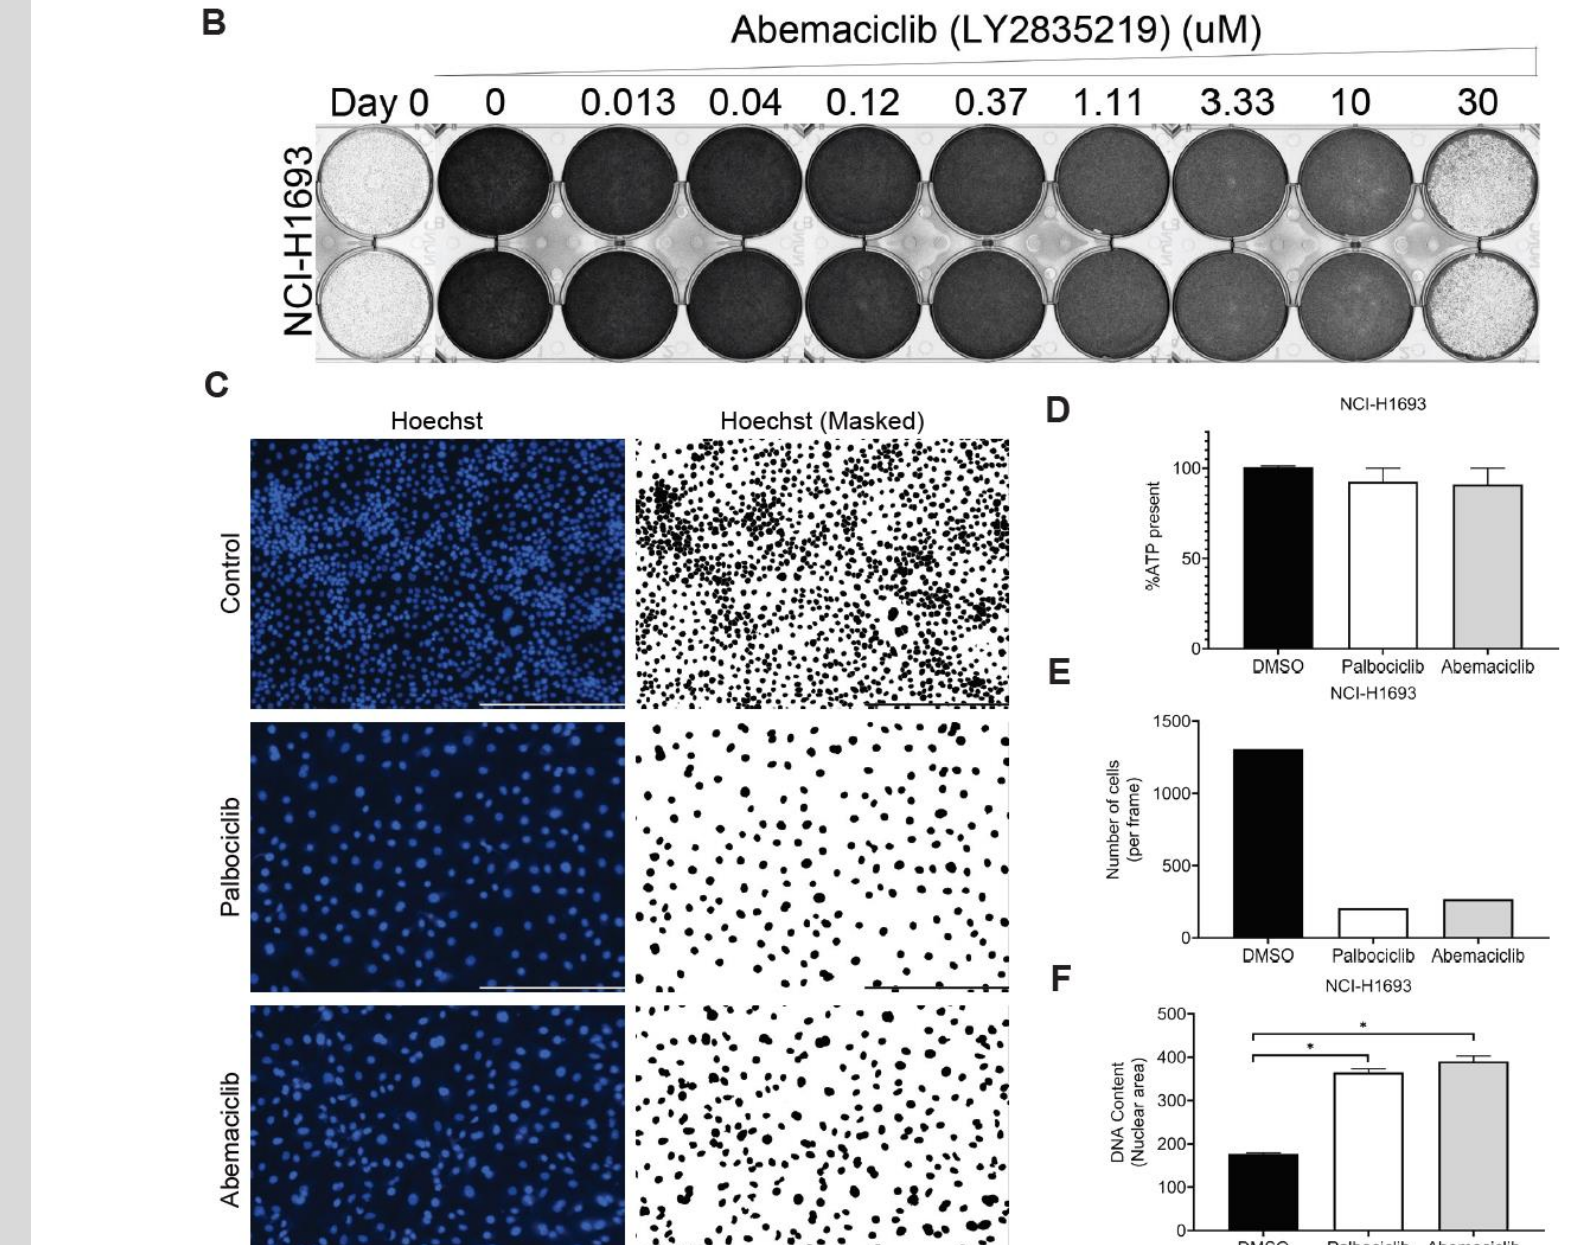 B
Abemaciclib (LY2835219) (uM)
Day 0 0 0.013 0.04 0.12 0.37 1.11 3.33 10 30
NCI-H1693
C
Hoechst Hoechst (Masked)
Control
Palbociclib
Abemaciclib
D
NCI-H1693
%ATP present
100
50
0
DMSO Palbociclib Abemaciclib
E
NCI-H1693
Number of cells
(per frame)
1500
1000
500
0
DMSO Palbociclib Abemaciclib
F
NCI-H1693
DNA Content
(Nuclear area)
500
400
300
200
100
0
*
*
DMSO Palbociclib Abemaciclib